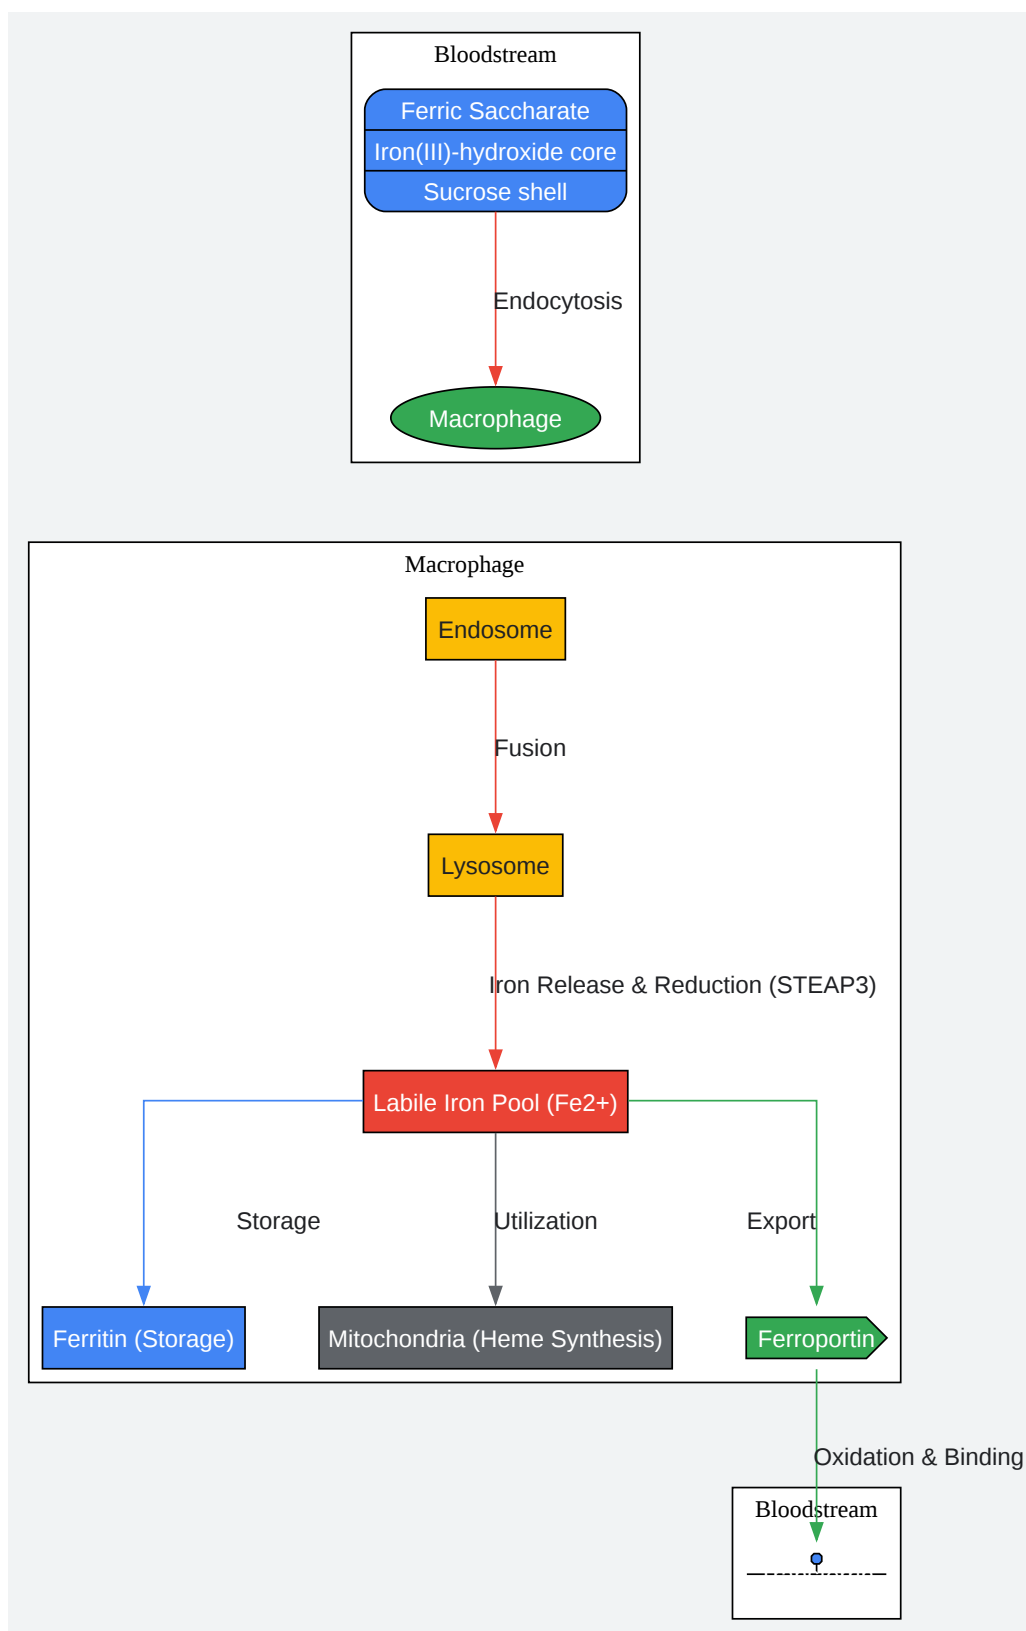 Bloodstream
Ferric Saccharate
Iron(III)-hydroxide core
Sucrose shell
Endocytosis
Macrophage
Macrophage
Endosome
Fusion
Lysosome
Iron Release & Reduction (STEAP3)
Labile Iron Pool (Fe2+)
Storage
Utilization
Export
Ferritin (Storage)
Mitochondria (Heme Synthesis)
Ferroportin
Oxidation & Binding
Bloodstream